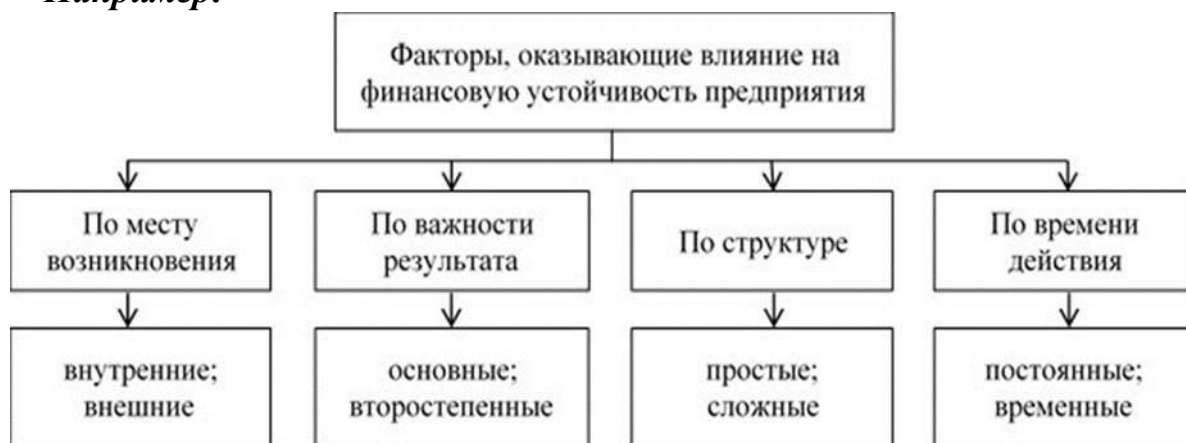 Например:
Факторы, оказывающие влияние на
финансовую устойчивость предприятия
По месту
возникновения
По важности
результата
По структуре
По времени
действия
внутренние;
внешние
основные;
второстепенные
простые;
сложные
постоянные;
временные